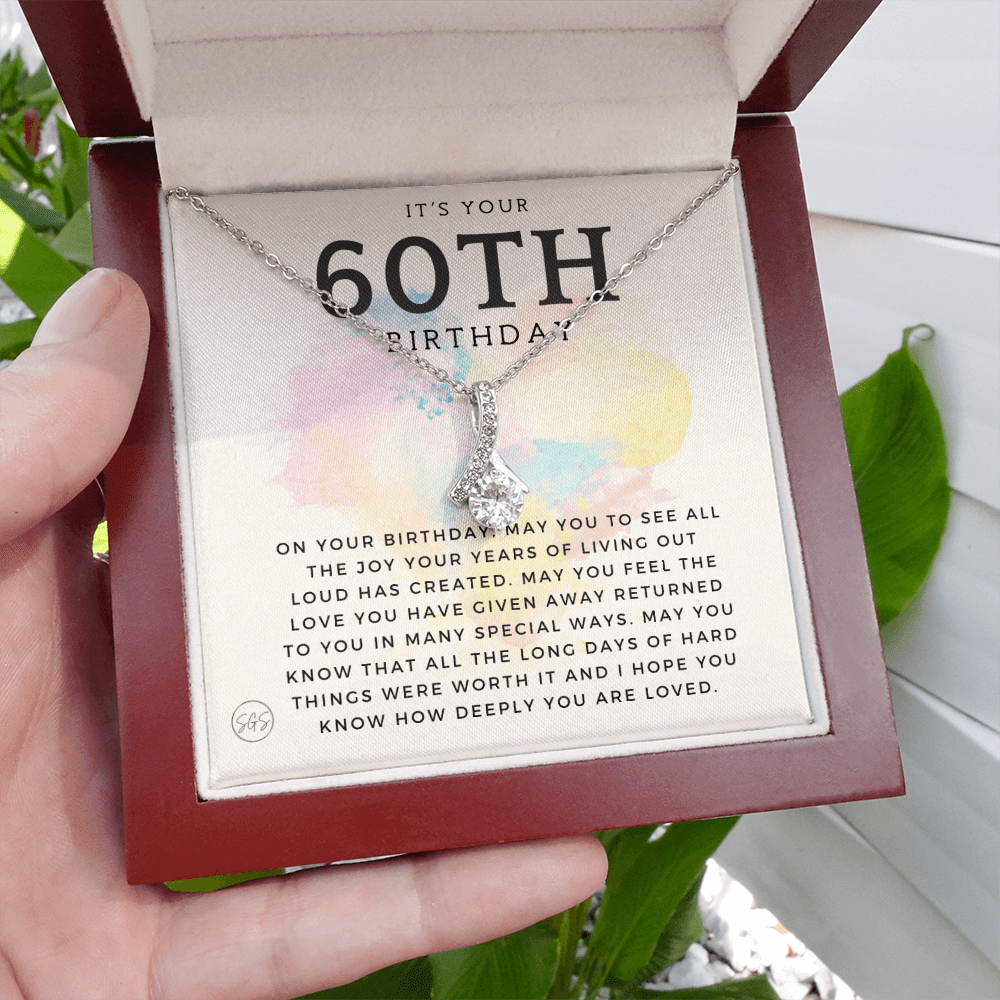 IT'S YOUR
60TH
BIRTHDAY
ON YOUR BIRTHDAY, MAY YOU TO SEE ALL
THE JOY YOUR YEARS OF LIVING OUT
LOUD HAS CREATED. MAY YOU FEEL THE
LOVE YOU HAVE GIVEN AWAY RETURNED
TO YOU IN MANY SPECIAL WAYS. MAY YOU
KNOW THAT ALL THE LONG DAYS OF HARD
THINGS WERE WORTH IT AND I HOPE YOU
KNOW HOW DEEPLY YOU ARE LOVED.
SGS